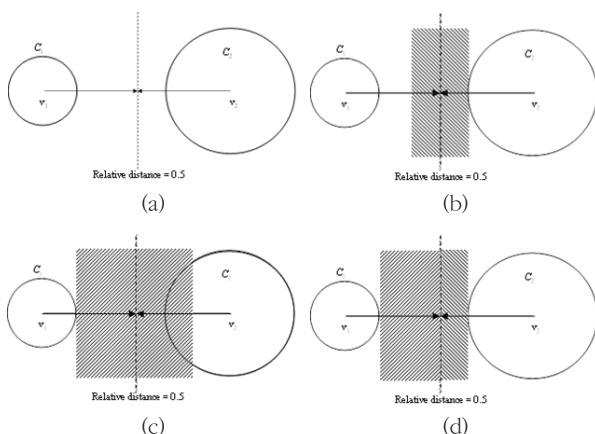 C₁ C₂
v₁ v₂
Relative distance = 0.5
(a)
C₁ C₂
v₁ v₂
Relative distance = 0.5
(b)
C C₂
v₁ v₂
Relative distance = 0.5
(c)
C₁ C₂
v₁ v₂
Relative distance = 0.5
(d)